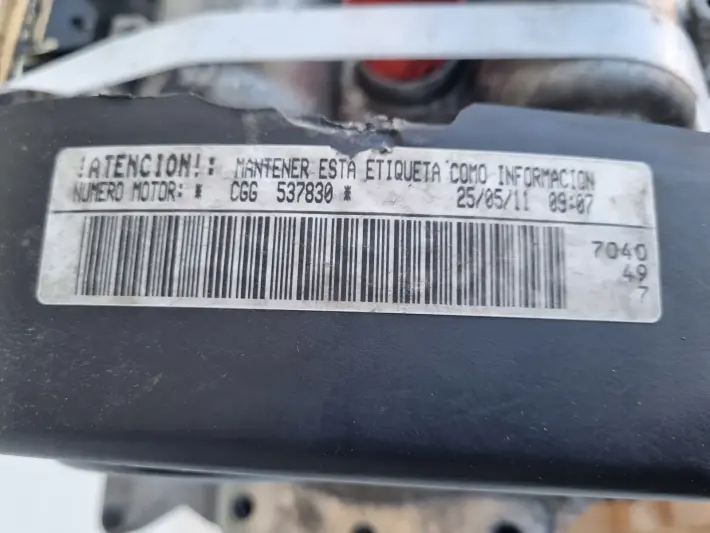 !ATENCION!: MANTENER ESTA ETIQUETA COMO INFORMACION
NUMERO MOTOR: * CGG 537830 * 25/05/11 09:07
7040
49
7